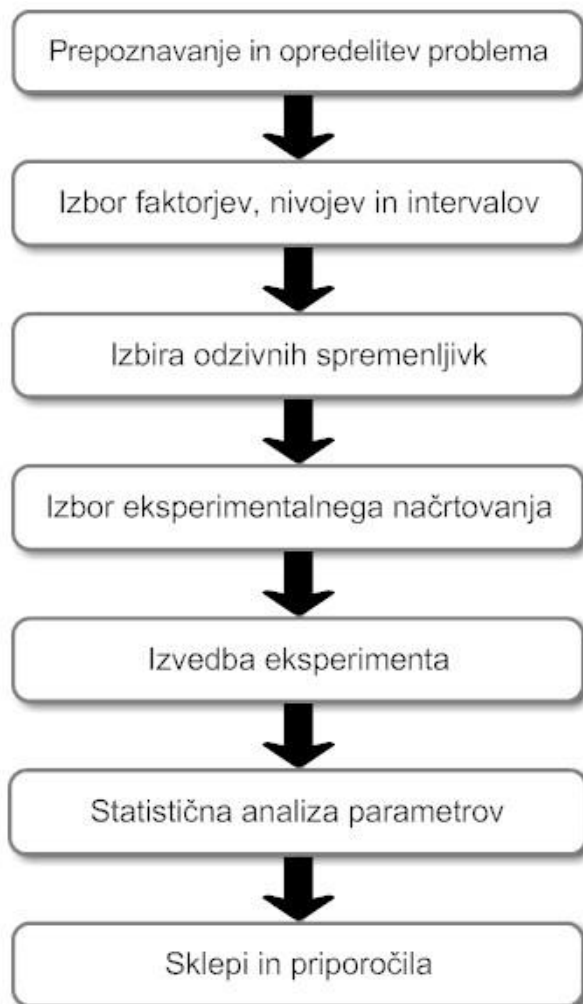 Prepoznavanje in opredelitev problema
Izbor faktorjev, nivojev in intervalov
Izbira odzivnih spremenljivk
Izbor eksperimentalnega načrtovanja
Izvedba eksperimenta
Statistična analiza parametrov
Sklepi in priporočila